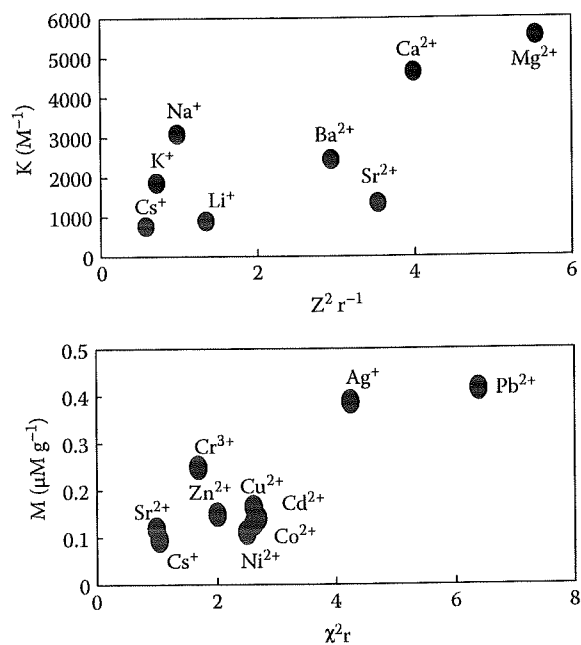 6000
5000
4000
3000
2000
1000
0
K (M⁻¹)
Ca²⁺
Mg²⁺
Na⁺
Ba²⁺
K⁺
Sr²⁺
Cs⁺
Li⁺
0 2 4 6
Z² r⁻¹
0.5
0.4
0.3
0.2
0.1
0
M (μM g⁻¹)
Ag⁺
Pb²⁺
Cr³⁺
Zn²⁺
Cu²⁺
Cd²⁺
Sr²⁺
Co²⁺
Cs⁺
Ni²⁺
0 2 4 6 8
χ²r